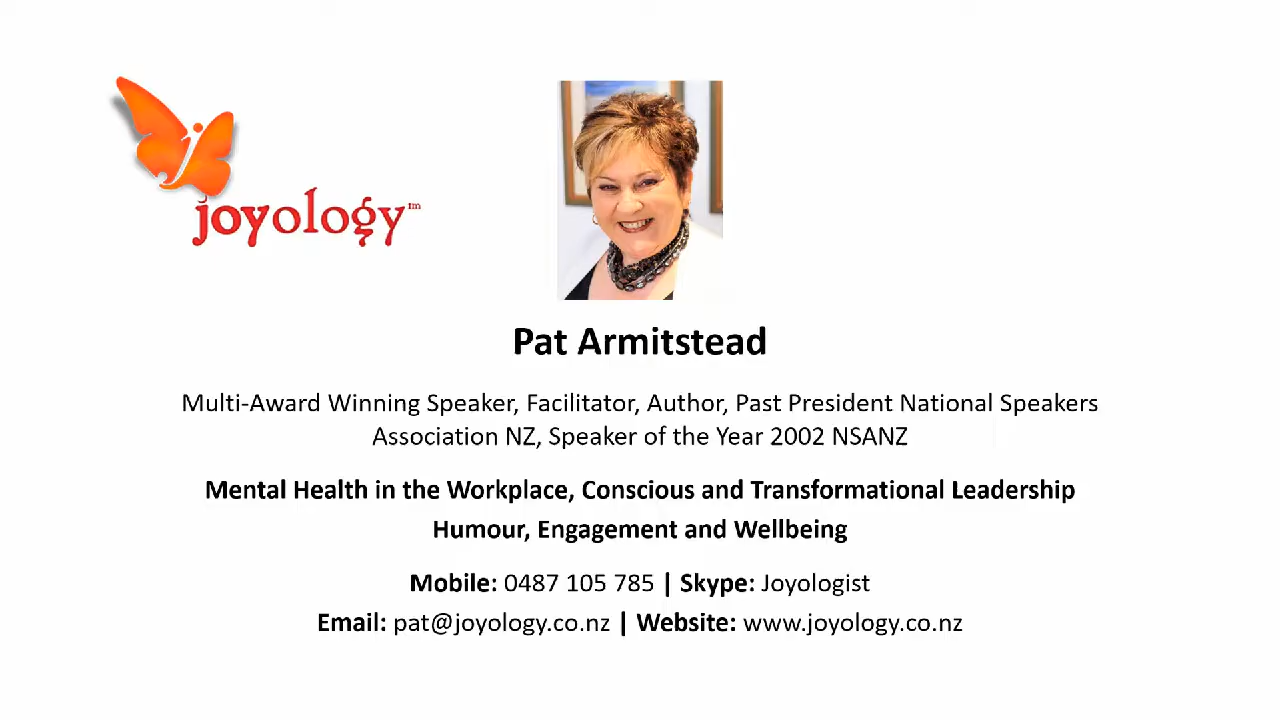 joyology™
Pat Armitstead
Multi-Award Winning Speaker, Facilitator, Author, Past President National Speakers
Association NZ, Speaker of the Year 2002 NSANZ
Mental Health in the Workplace, Conscious and Transformational Leadership
Humour, Engagement and Wellbeing
Mobile: 0487 105 785 | Skype: Joyologist
Email: pat@joyology.co.nz | Website: www.joyology.co.nz